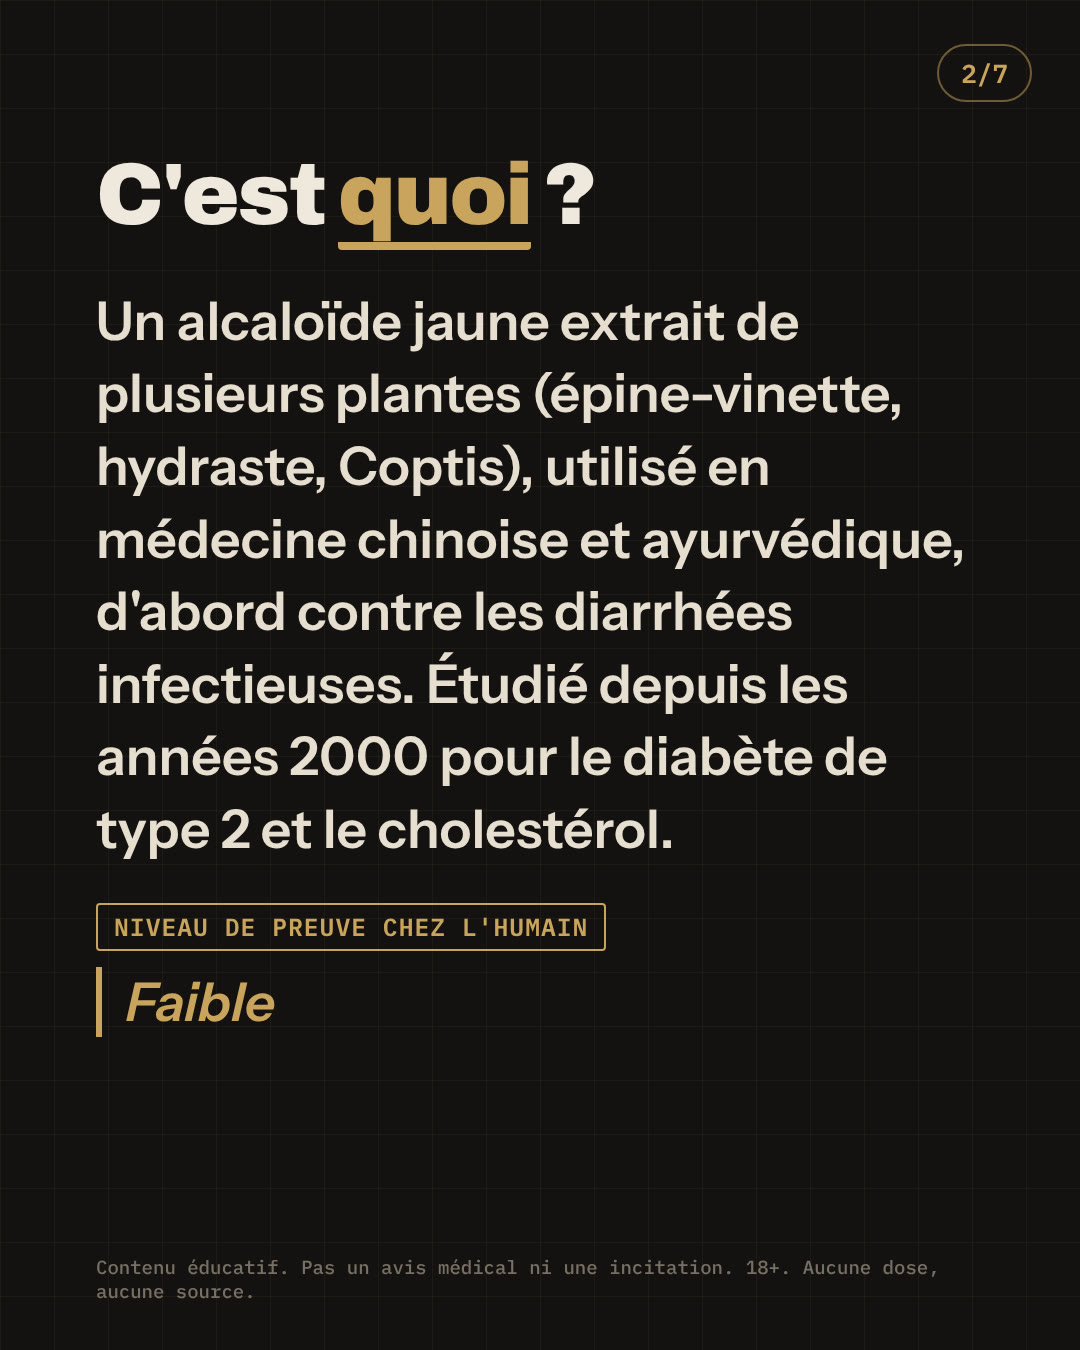 2/7
C'est quoi ?
Un alcaloïde jaune extrait de
plusieurs plantes (épine-vinette,
hydraste, Coptis), utilisé en
médecine chinoise et ayurvédique,
d'abord contre les diarrhées
infectieuses. Étudié depuis les
années 2000 pour le diabète de
type 2 et le cholestérol.
NIVEAU DE PREUVE CHEZ L'HUMAIN
Faible
Contenu éducatif. Pas un avis médical ni une incitation. 18+. Aucune dose,
aucune source.